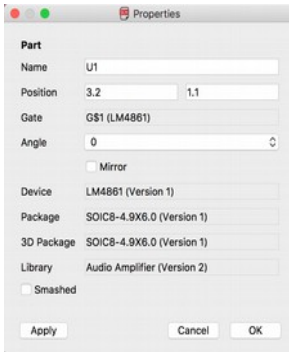 Properties
Part
Name U1
Position 3.2 1.1
Gate G$1 (LM4861)
Angle 0
Mirror
Device LM4861 (Version 1)
Package SOIC8-4.9X6.0 (Version 1)
3D Package SOIC8-4.9X6.0 (Version 1)
Library Audio Amplifier (Version 2)
Smashed
Apply Cancel OK